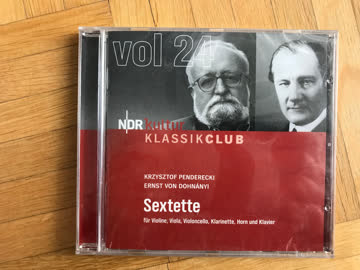 vol 24
NDR kultur
KLASSIKCLUB
KRZYSZTOF PENDERECKI
ERNST VON DOHNÁNYI
Sextette
für Violine, Viola, Violoncello, Klarinette, Horn und Klavier